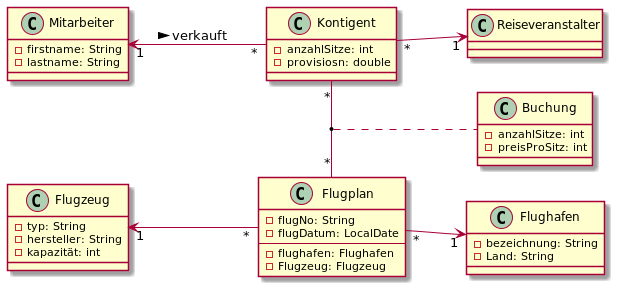 C Mitarbeiter
firstname: String
lastname: String
verkauft
1
*
C Kontigent
anzahlSitze: int
provisiosn: double
*
1
C Reiseveranstalter
*
*
C Buchung
anzahlSitze: int
preisProSitz: int
C Flugzeug
typ: String
hersteller: String
kapazität: int
1
*
C Flugplan
flugNo: String
flugDatum: LocalDate
flughafen: Flughafen
Flugzeug: Flugzeug
*
1
C Flughafen
bezeichnung: String
Land: String